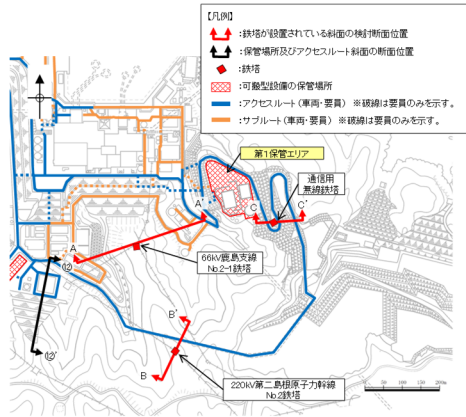 【凡例】
:鉄塔が設置されている斜面の検討断面位置
:保管場所及びアクセスルート斜面の断面位置
:鉄塔
:可搬型設備の保管場所
:アクセスルート(車両・要員) ※破線は要員のみを示す。
:サブルート(車両・要員) ※破線は要員のみを示す。
第1保管エリア
通信用
無線鉄塔
A'
C
C'
A
66kV鹿島支線
No.2-1鉄塔
⑫
⑫'
B'
B
220kV第二島根原子力幹線
No.2鉄塔
0 50 100 150 200m